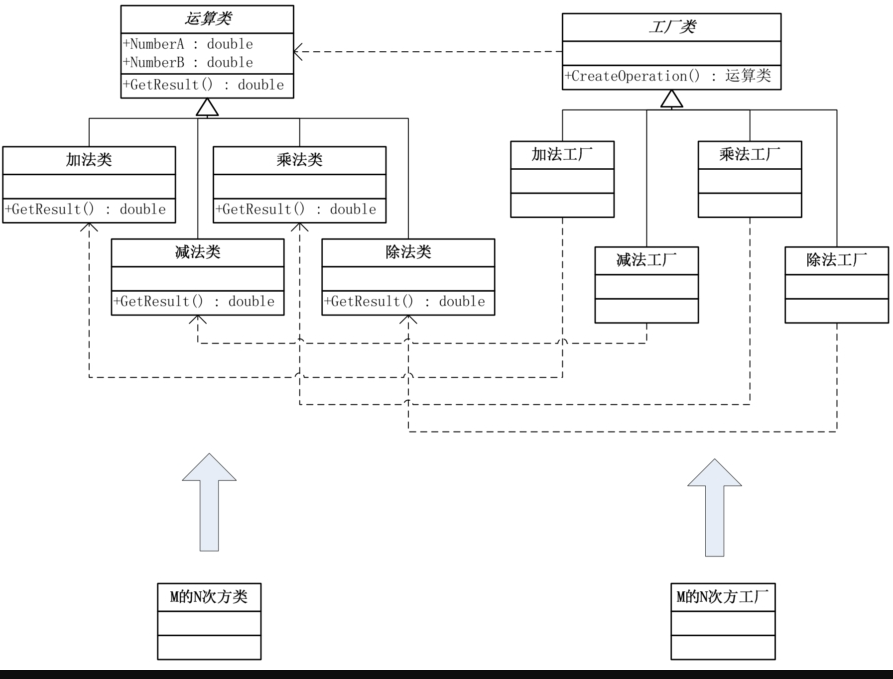 运算类
+NumberA : double
+NumberB : double
+GetResult() : double
工厂类
+CreateOperation() : 运算类
加法类
+GetResult() : double
乘法类
+GetResult() : double
加法工厂
乘法工厂
减法类
+GetResult() : double
除法类
+GetResult() : double
减法工厂
除法工厂
M的N次方类
M的N次方工厂